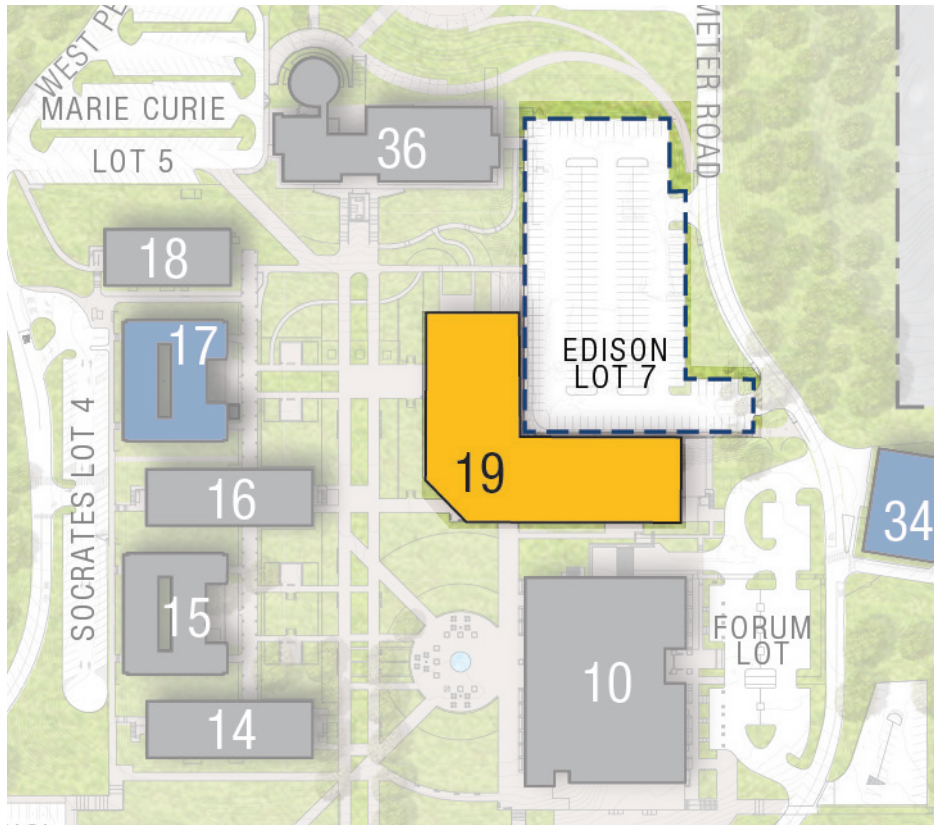 WEST PE
METER ROAD
MARIE CURIE
LOT 5
36
18
17
EDISON
LOT 7
SOCRATES LOT 4
19
16
34
15
FORUM
LOT
10
14